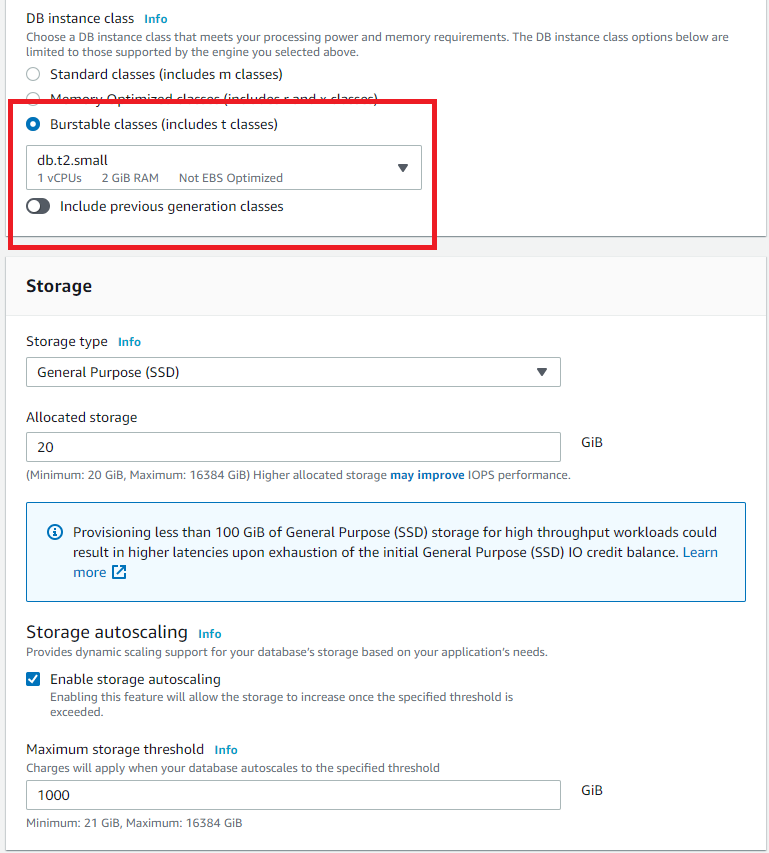 DB instance class Info
Choose a DB instance class that meets your processing power and memory requirements. The DB instance class options below are
limited to those supported by the engine you selected above.
Standard classes (includes m classes)
Memory Optimized classes (includes r and x classes)
Burstable classes (includes t classes)
db.t2.small
1 vCPUs 2 GiB RAM Not EBS Optimized
Include previous generation classes
Storage
Storage type Info
General Purpose (SSD)
Allocated storage
20 GiB
(Minimum: 20 GiB, Maximum: 16384 GiB) Higher allocated storage may improve IOPS performance.
Provisioning less than 100 GiB of General Purpose (SSD) storage for high throughput workloads could
result in higher latencies upon exhaustion of the initial General Purpose (SSD) IO credit balance. Learn
more
Storage autoscaling Info
Provides dynamic scaling support for your database's storage based on your application's needs.
Enable storage autoscaling
Enabling this feature will allow the storage to increase once the specified threshold is
exceeded.
Maximum storage threshold Info
Charges will apply when your database autoscales to the specified threshold
1000 GiB
Minimum: 21 GiB, Maximum: 16384 GiB